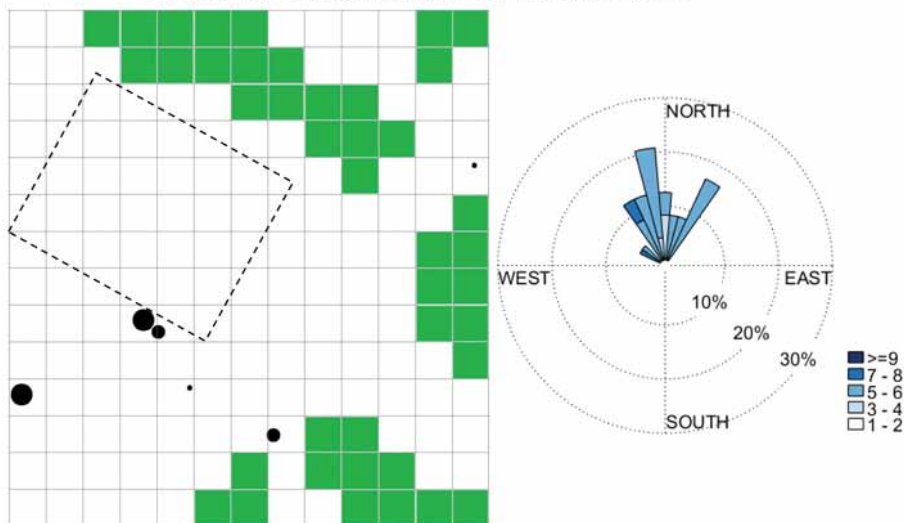 NORTH
WEST
EAST
10%
20%
30%
SOUTH
>=9
7 - 8
5 - 6
3 - 4
1 - 2